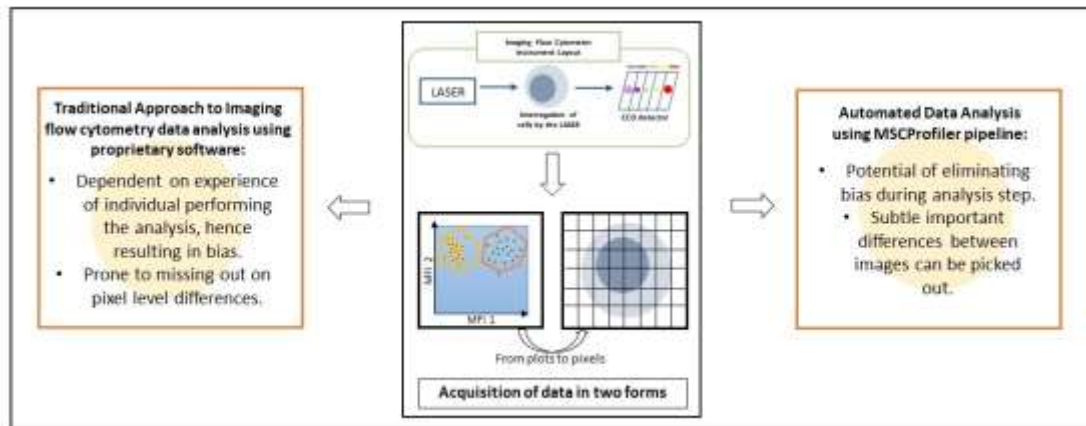 Traditional Approach to Imaging
flow cytometry data analysis using
proprietary software:
• Dependent on experience
of individual performing
the analysis, hence
resulting in bias.
• Prone to missing out on
pixel level differences.
Imaging Flow Cytometer
Instrument Layout
LASER
Interrogation of
cells by the LASER
CCD detector
MFI 2
MFI 1
From plots to pixels
Acquisition of data in two forms
Automated Data Analysis
using MSCProfiler pipeline:
• Potential of eliminating
bias during analysis step.
• Subtle important
differences between
images can be picked
out.